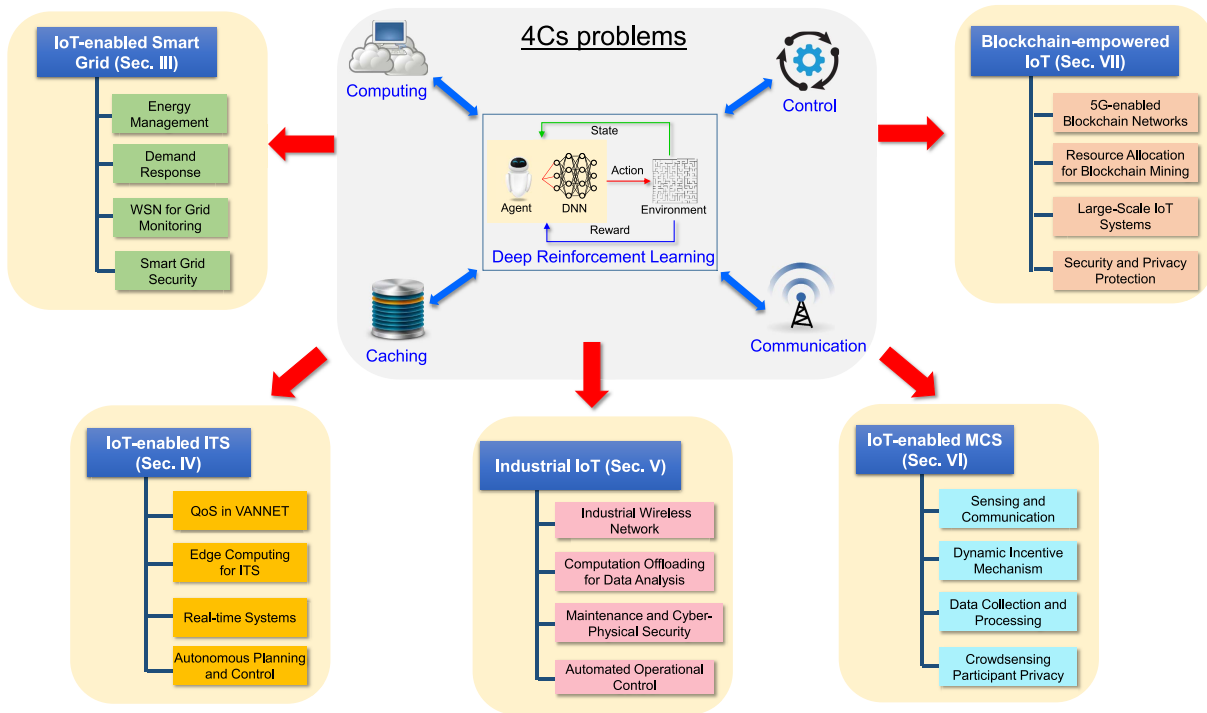 4Cs problems
Computing
Control
State
Action
Agent
DNN
Environment
Reward
Deep Reinforcement Learning
Caching
Communication
IoT-enabled Smart
Grid (Sec. III)
Energy
Management
Demand
Response
WSN for Grid
Monitoring
Smart Grid
Security
Blockchain-empowered
IoT (Sec. VII)
5G-enabled
Blockchain Networks
Resource Allocation
for Blockchain Mining
Large-Scale IoT
Systems
Security and Privacy
Protection
IoT-enabled ITS
(Sec. IV)
QoS in VANNET
Edge Computing
for ITS
Real-time Systems
Autonomous Planning
and Control
Industrial IoT (Sec. V)
Industrial Wireless
Network
Computation Offloading
for Data Analysis
Maintenance and Cyber-
Physical Security
Automated Operational
Control
IoT-enabled MCS
(Sec. VI)
Sensing and
Communication
Dynamic Incentive
Mechanism
Data Collection and
Processing
Crowdsensing
Participant Privacy